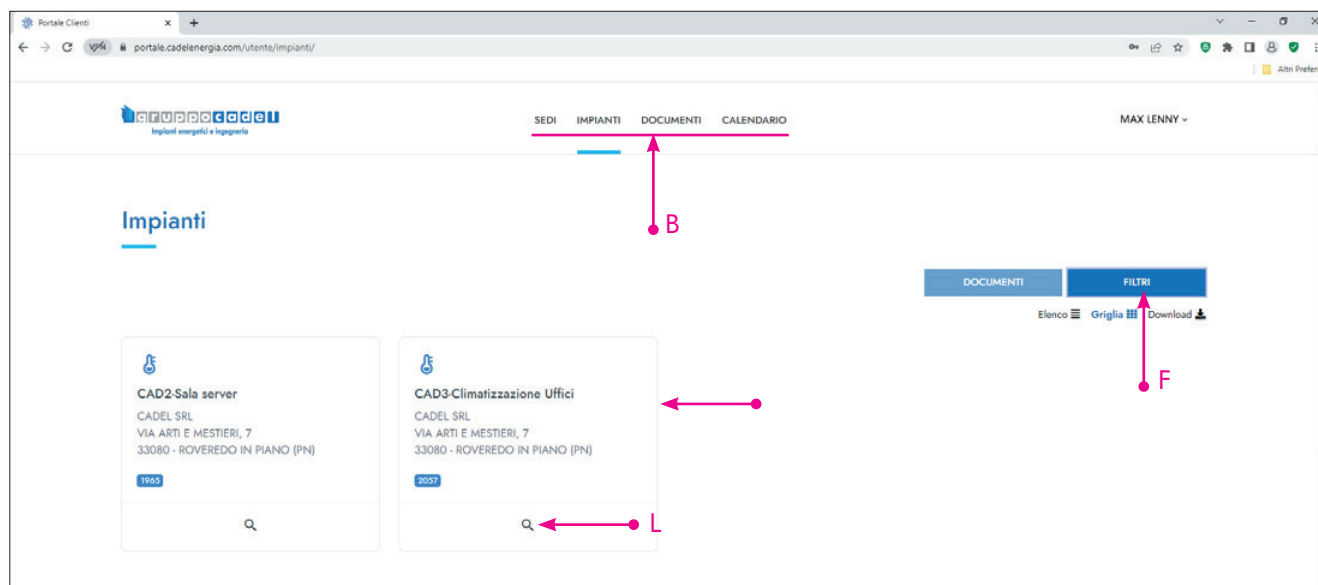 Portale Clienti
VPN portale.cadelenergia.com/utente/impianti/
Altri Prefer
gruppocadel
Impianti energetici e ingegneria
SEDI IMPIANTI DOCUMENTI CALENDARIO
MAX LENNY
B
Impianti
DOCUMENTI FILTRI
Elenco Griglia Download
F
CAD2-Sala server
CADEL SRL
VIA ARTI E MESTIERI, 7
33080 - ROVEREDO IN PIANO (PN)
1965
CAD3-Climatizzazione Uffici
CADEL SRL
VIA ARTI E MESTIERI, 7
33080 - ROVEREDO IN PIANO (PN)
2057
L